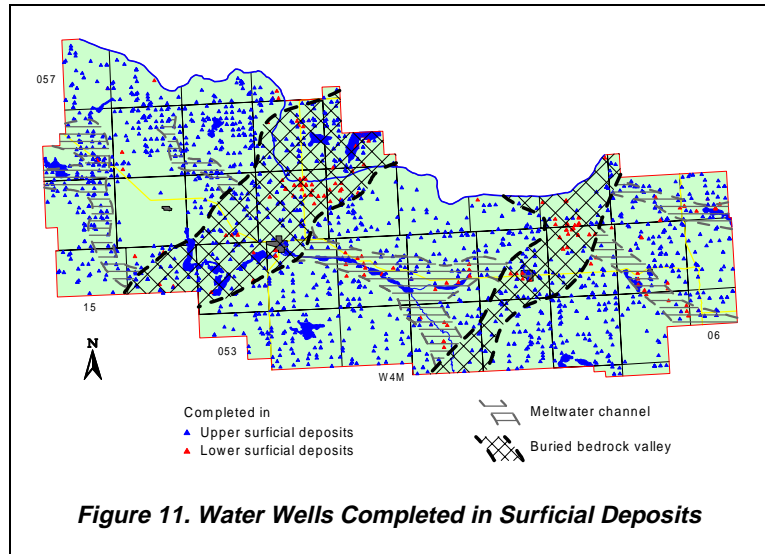 057
15
053
W4M
06
N
Completed in
Upper surficial deposits
Lower surficial deposits
Meltwater channel
Buried bedrock valley
Figure 11. Water Wells Completed in Surficial Deposits